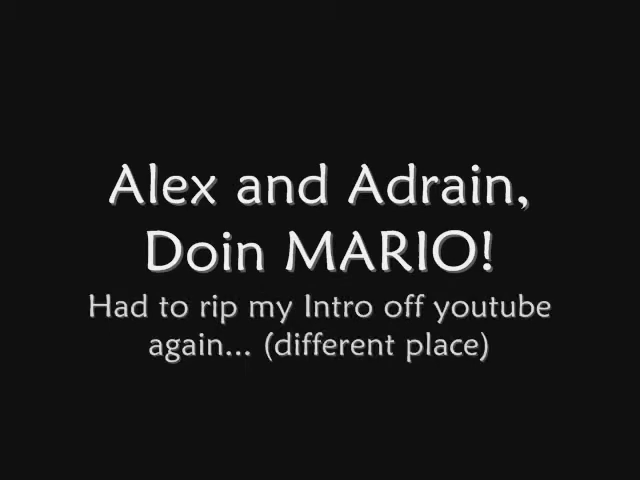 Alex and Adrain,
Doin MARIO!
Had to rip my Intro off youtube
again... (different place)